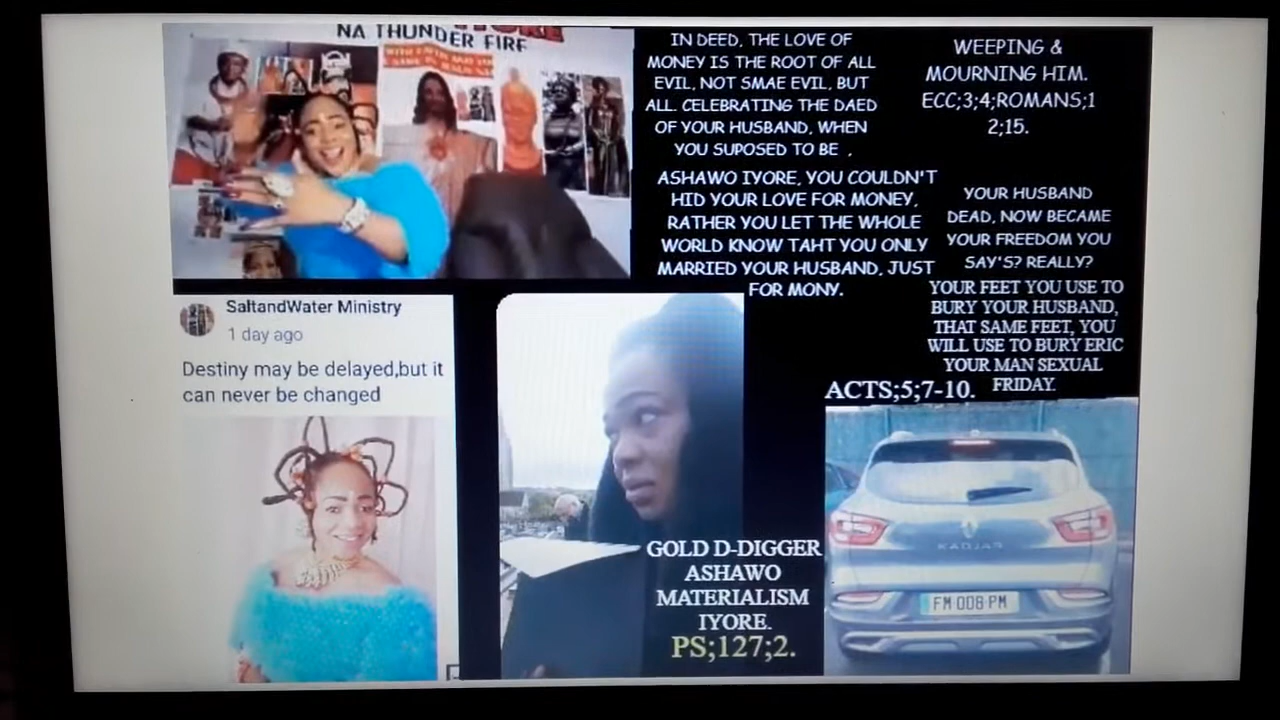 NA THUNDER FIRE
IN DEED, THE LOVE OF
MONEY IS THE ROOT OF ALL
EVIL, NOT SMAE EVIL, BUT
ALL. CELEBRATING THE DAED
OF YOUR HUSBAND, WHEN
YOU SUPOSED TO BE ,
WEEPING &
MOURNING HIM.
ECC;3;4;ROMANS;1
2;15.
ASHAWO IYORE, YOU COULDN'T
HID YOUR LOVE FOR MONEY,
RATHER YOU LET THE WHOLE
WORLD KNOW TAHT YOU ONLY
MARRIED YOUR HUSBAND, JUST
FOR MONY.
YOUR HUSBAND
DEAD, NOW BECAME
YOUR FREEDOM YOU
SAY'S? REALLY?
YOUR FEET YOU USE TO
BURY YOUR HUSBAND,
THAT SAME FEET, YOU
WILL USE TO BURY ERIC
YOUR MAN SEXUAL
FRIDAY.
ACTS;5;7-10.
SaltandWater Ministry
1 day ago
Destiny may be delayed,but it
can never be changed
GOLD D-DIGGER
ASHAWO
MATERIALISM
IYORE.
PS;127;2.
KADJAR
FM 008 PM